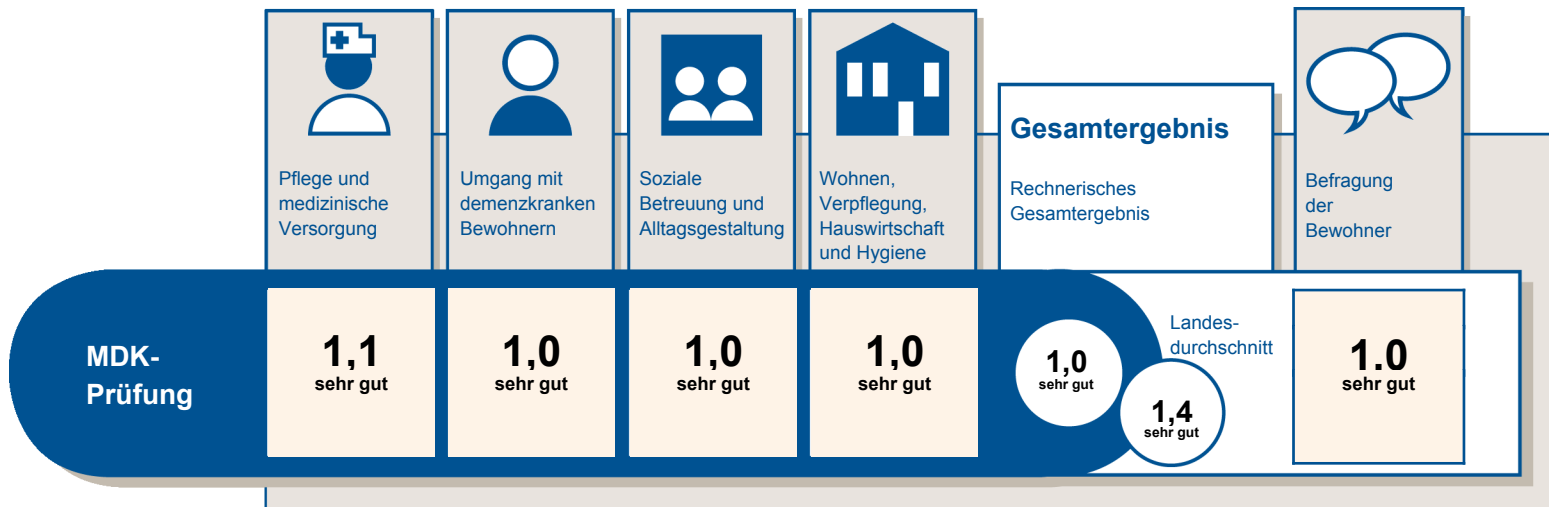 Pflege und
medizinische
Versorgung
Umgang mit
demenzkranken
Bewohnern
Soziale
Betreuung und
Alltagsgestaltung
Wohnen,
Verpflegung,
Hauswirtschaft
und Hygiene
Gesamtergebnis
Rechnerisches
Gesamtergebnis
Befragung
der
Bewohner
MDK-
Prüfung
1,1
sehr gut
1,0
sehr gut
1,0
sehr gut
1,0
sehr gut
1,0
sehr gut
Landes-
durchschnitt
1,4
sehr gut
1.0
sehr gut